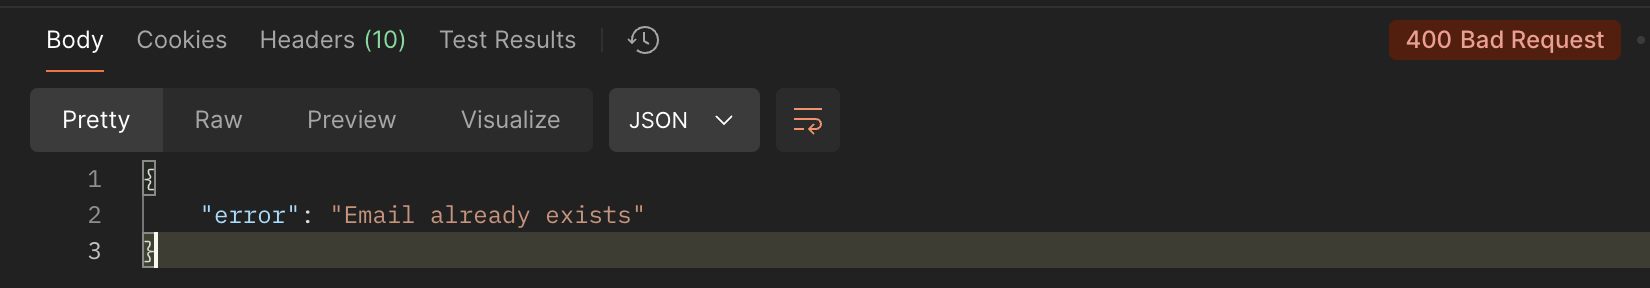 Body Cookies Headers (10) Test Results 400 Bad Request
Pretty Raw Preview Visualize JSON
1 {
2 "error": "Email already exists"
3 }